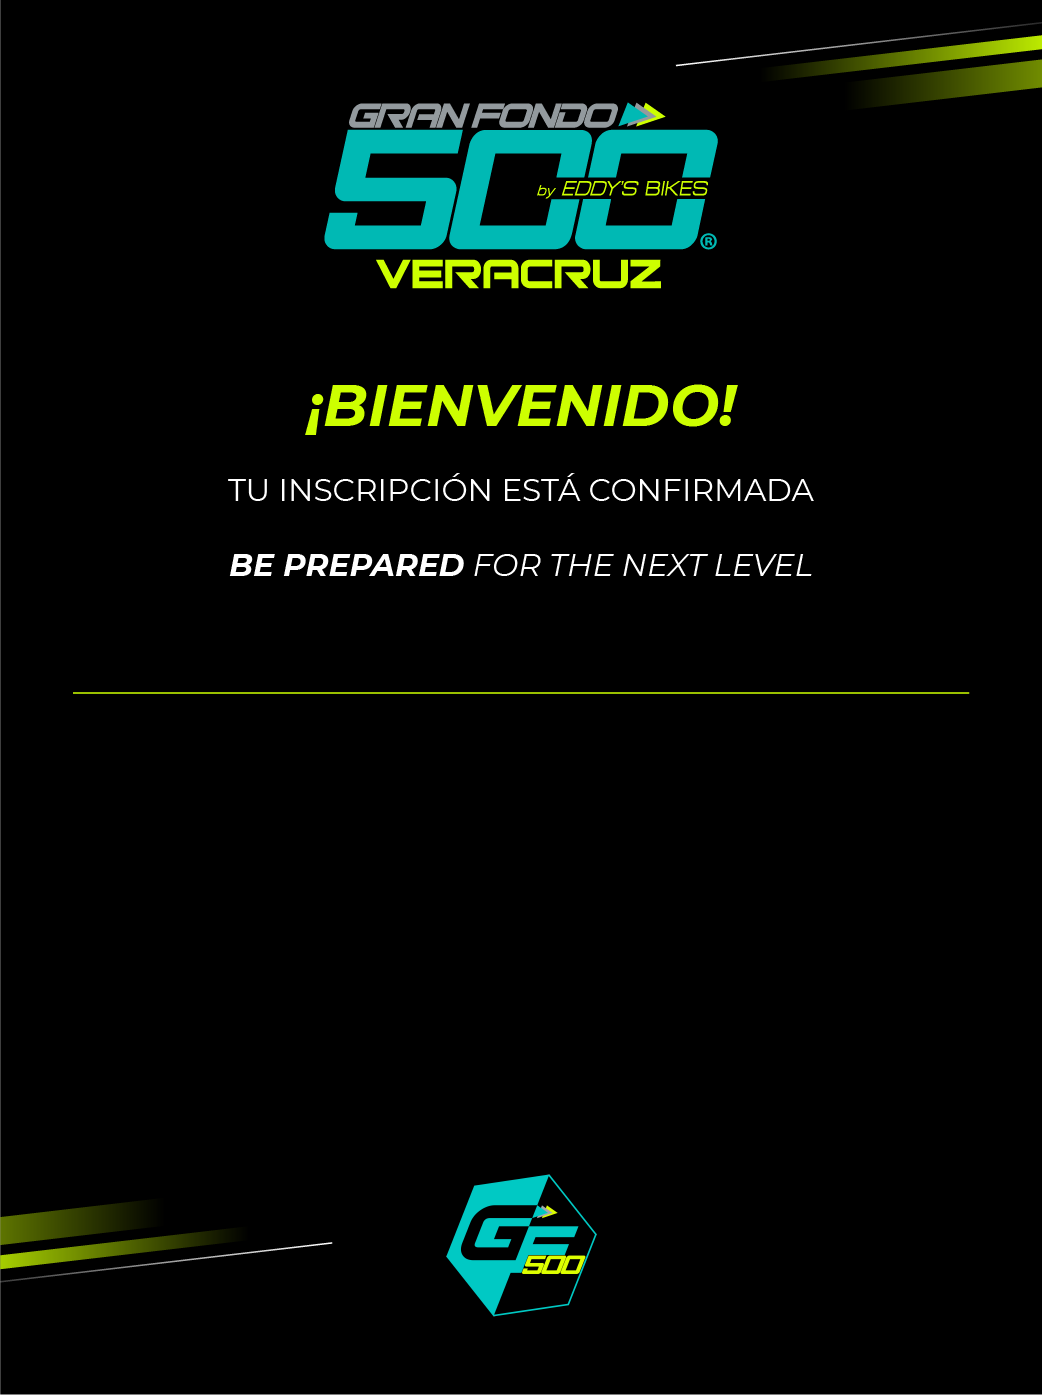 GRAN FONDO
500
by EDDY'S BIKES
®
VERACRUZ
¡BIENVENIDO!
TU INSCRIPCIÓN ESTÁ CONFIRMADA
BE PREPARED FOR THE NEXT LEVEL
GF
500